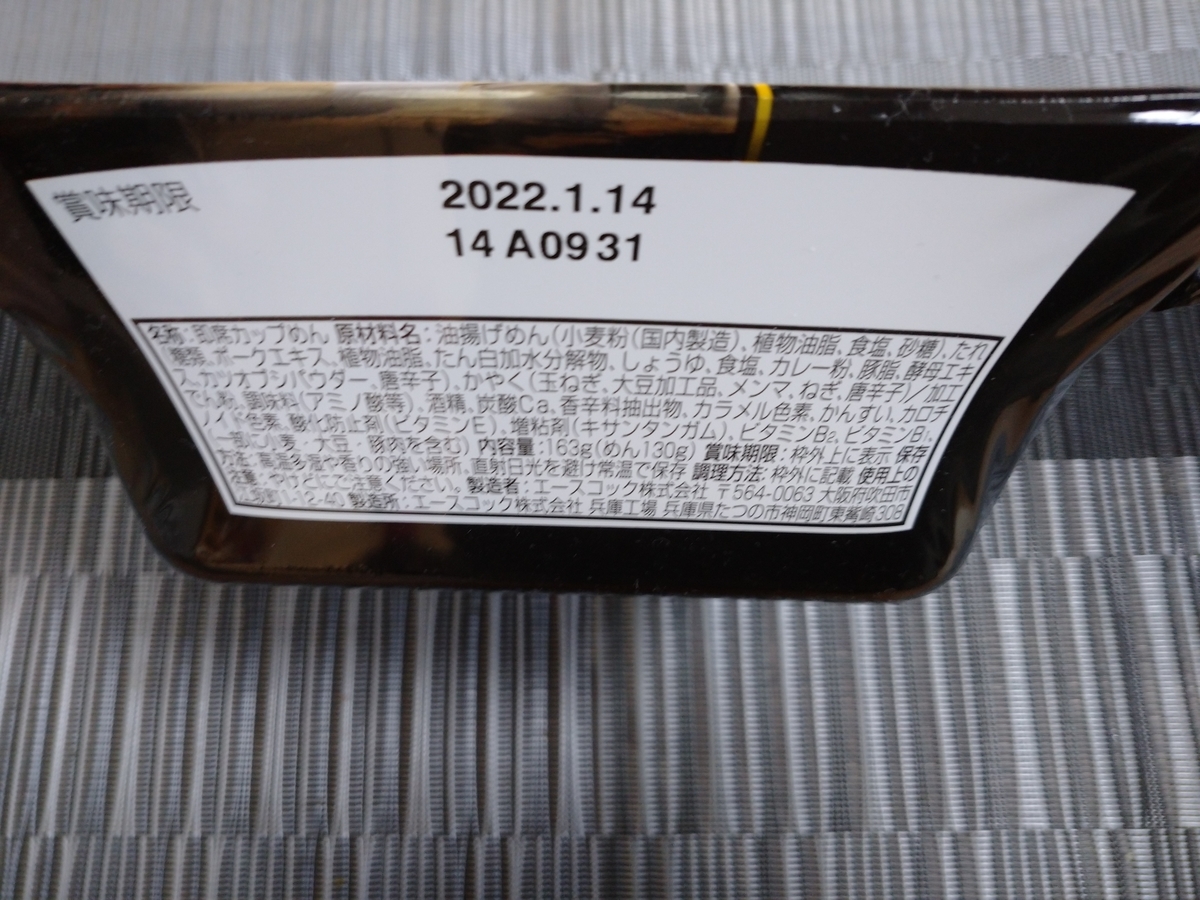 賞味期限
2022.1.14
14 A0931
名称:即席カップめん 原材料名:油揚げめん(小麦粉(国内製造)、植物油脂、食塩、砂糖)、たれ
(糖類、ポークエキス、植物油脂、たん白加水分解物、しょうゆ、食塩、カレー粉、豚脂、酵母エキ
ス、カツオブシパウダー、唐辛子)、かやく(玉ねぎ、大豆加工品、メンマ、ねぎ、唐辛子)/加工
でん粉、調味料(アミノ酸等)、酒精、炭酸Ca、香辛料抽出物、カラメル色素、かんすい、カロチ
ノイド色素、酸化防止剤(ビタミンE)、増粘剤(キサンタンガム)、ビタミンB₂、ビタミンB₁、
(一部に小麦・大豆・豚肉を含む) 内容量:163g(めん130g) 賞味期限:枠外上に表示 保存
方法:高温多湿や香りの強い場所、直射日光を避け常温で保存 調理方法:枠外に記載 使用上の
注意:やけどにご注意ください。製造者:エースコック株式会社 〒564-0063 大阪府吹田市
江坂町1-12-40 製造所:エースコック株式会社 兵庫工場 兵庫県たつの市神岡町東觜崎308